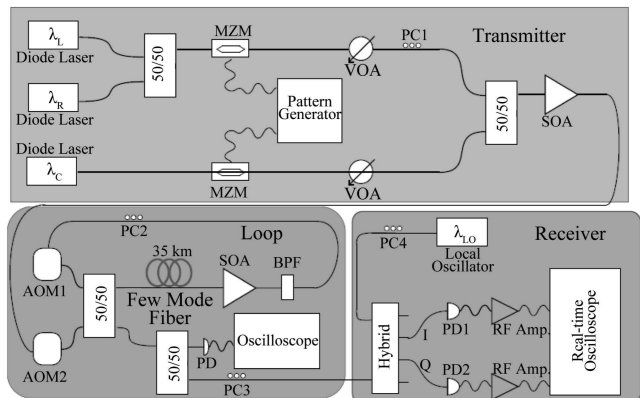 λL
Diode Laser
λR
Diode Laser
Diode Laser
λC
50/50
MZM
MZM
Pattern
Generator
VOA
VOA
PC1
Transmitter
50/50
SOA
PC2
Loop
35 km
SOA
BPF
AOM1
50/50
Few Mode
Fiber
AOM2
50/50
PD
Oscilloscope
PC3
PC4
λLO
Local
Oscillator
Receiver
Hybrid
I
PD1
RF Amp.
Q
PD2
RF Amp.
Real-time
Oscilloscope